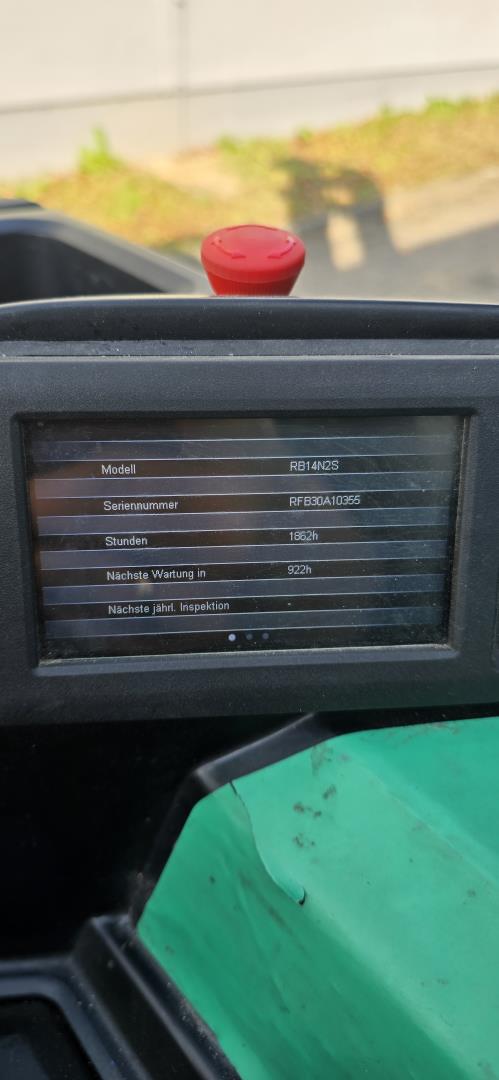 Modell RB14N2S
Seriennummer RFB30A10355
Stunden 1862h
Nächste Wartung in 922h
Nächste jährl. Inspektion